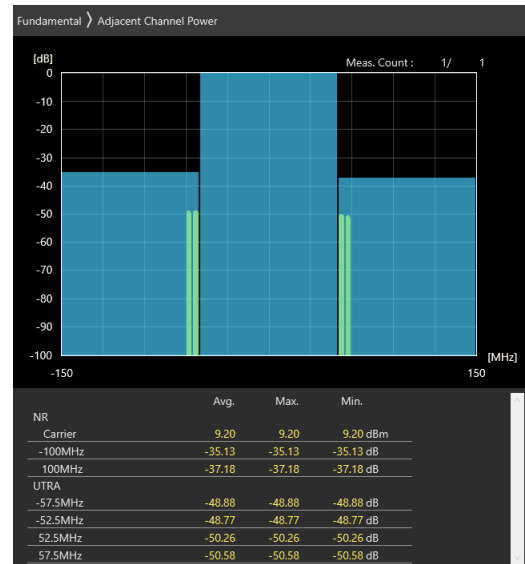 Fundamental 〉 Adjacent Channel Power
[dB]
Meas. Count : 1/ 1
0
-10
-20
-30
-40
-50
-60
-70
-80
-90
-100
[MHz]
-150 150
Avg. Max. Min.
NR
Carrier 9.20 9.20 9.20 dBm
-100MHz -35.13 -35.13 -35.13 dB
100MHz -37.18 -37.18 -37.18 dB
UTRA
-57.5MHz -48.88 -48.88 -48.88 dB
-52.5MHz -48.77 -48.77 -48.77 dB
52.5MHz -50.26 -50.26 -50.26 dB
57.5MHz -50.58 -50.58 -50.58 dB